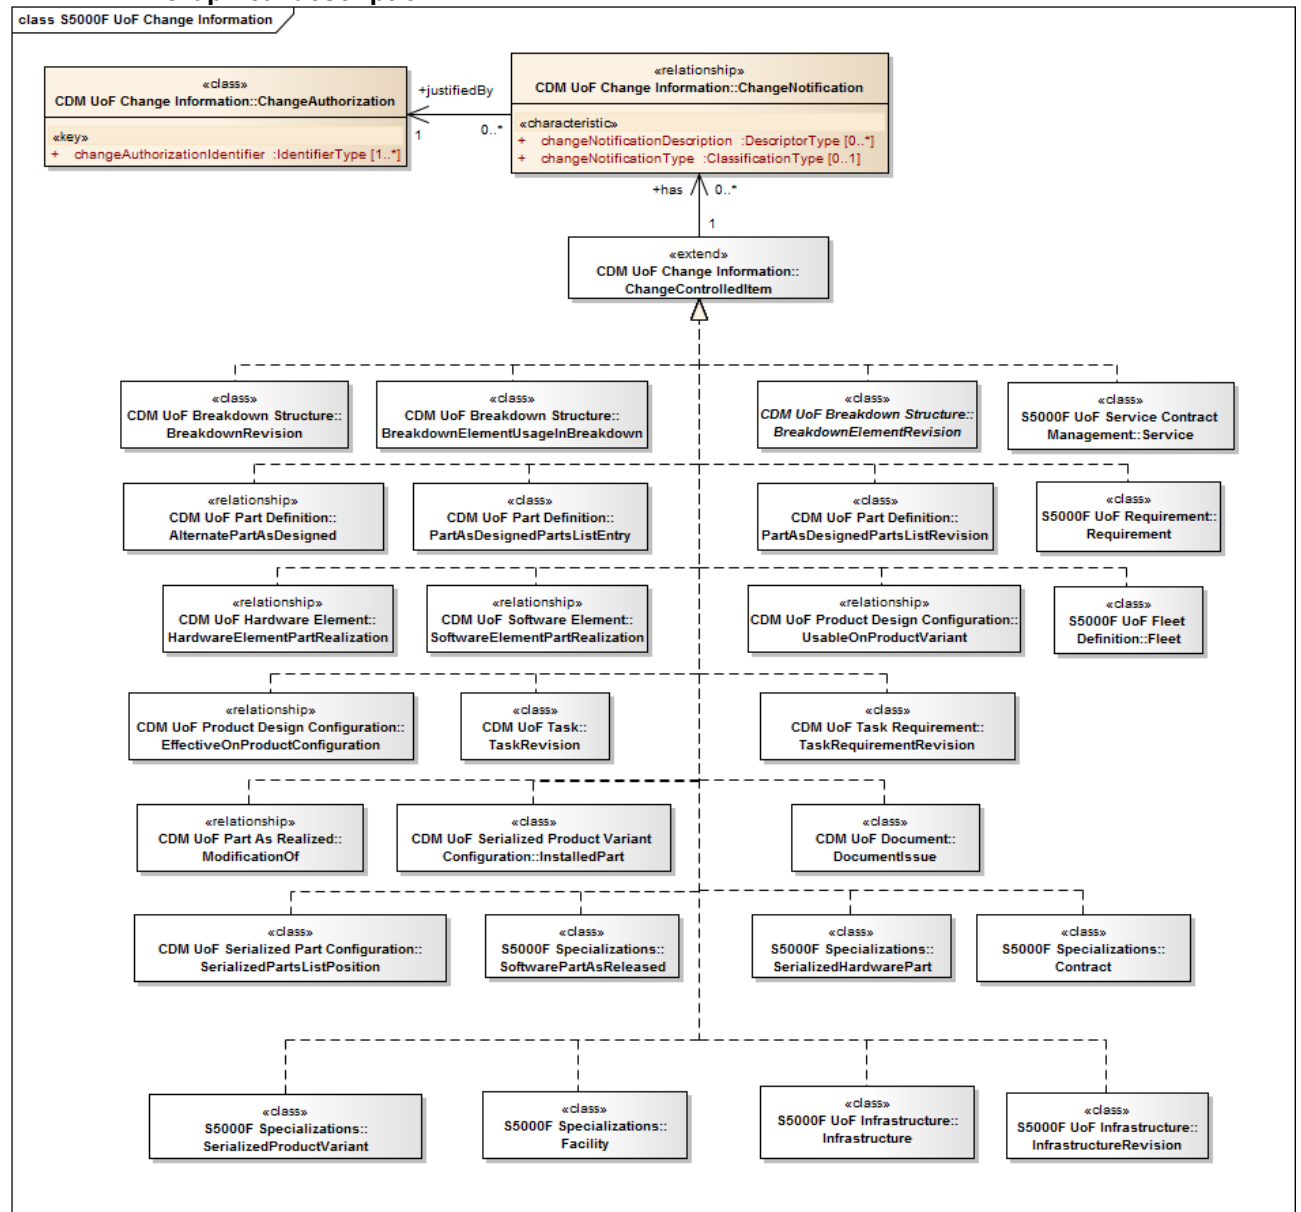 class S5000F UoF Change Information
«class»
CDM UoF Change Information::ChangeAuthorization
«key»
+ changeAuthorizationIdentifier :IdentifierType [1..*]
+justifiedBy
1
0..*
«relationship»
CDM UoF Change Information::ChangeNotification
«characteristic»
+ changeNotificationDescription :DescriptorType [0..*]
+ changeNotificationType :ClassificationType [0..1]
+has
0..*
1
«extend»
CDM UoF Change Information::
ChangeControlledItem
«class»
CDM UoF Breakdown Structure::
BreakdownRevision
«class»
CDM UoF Breakdown Structure::
BreakdownElementUsageInBreakdown
«class»
CDM UoF Breakdown Structure::
BreakdownElementRevision
«class»
S5000F UoF Service Contract
Management::Service
«relationship»
CDM UoF Part Definition::
AlternatePartAsDesigned
«class»
CDM UoF Part Definition::
PartAsDesignedPartsListEntry
«class»
CDM UoF Part Definition::
PartAsDesignedPartsListRevision
«class»
S5000F UoF Requirement::
Requirement
«relationship»
CDM UoF Hardware Element::
HardwareElementPartRealization
«relationship»
CDM UoF Software Element::
SoftwareElementPartRealization
«relationship»
CDM UoF Product Design Configuration::
UsableOnProductVariant
«class»
S5000F UoF Fleet
Definition::Fleet
«relationship»
CDM UoF Product Design Configuration::
EffectiveOnProductConfiguration
«class»
CDM UoF Task::
TaskRevision
«class»
CDM UoF Task Requirement::
TaskRequirementRevision
«relationship»
CDM UoF Part As Realized::
ModificationOf
«class»
CDM UoF Serialized Product Variant
Configuration::InstalledPart
«class»
CDM UoF Document::
DocumentIssue
«class»
CDM UoF Serialized Part Configuration::
SerializedPartsListPosition
«class»
S5000F Specializations::
SoftwarePartAsReleased
«class»
S5000F Specializations::
SerializedHardwarePart
«class»
S5000F Specializations::
Contract
«class»
S5000F Specializations::
SerializedProductVariant
«class»
S5000F Specializations::
Facility
«class»
S5000F UoF Infrastructure::
Infrastructure
«class»
S5000F UoF Infrastructure::
InfrastructureRevision